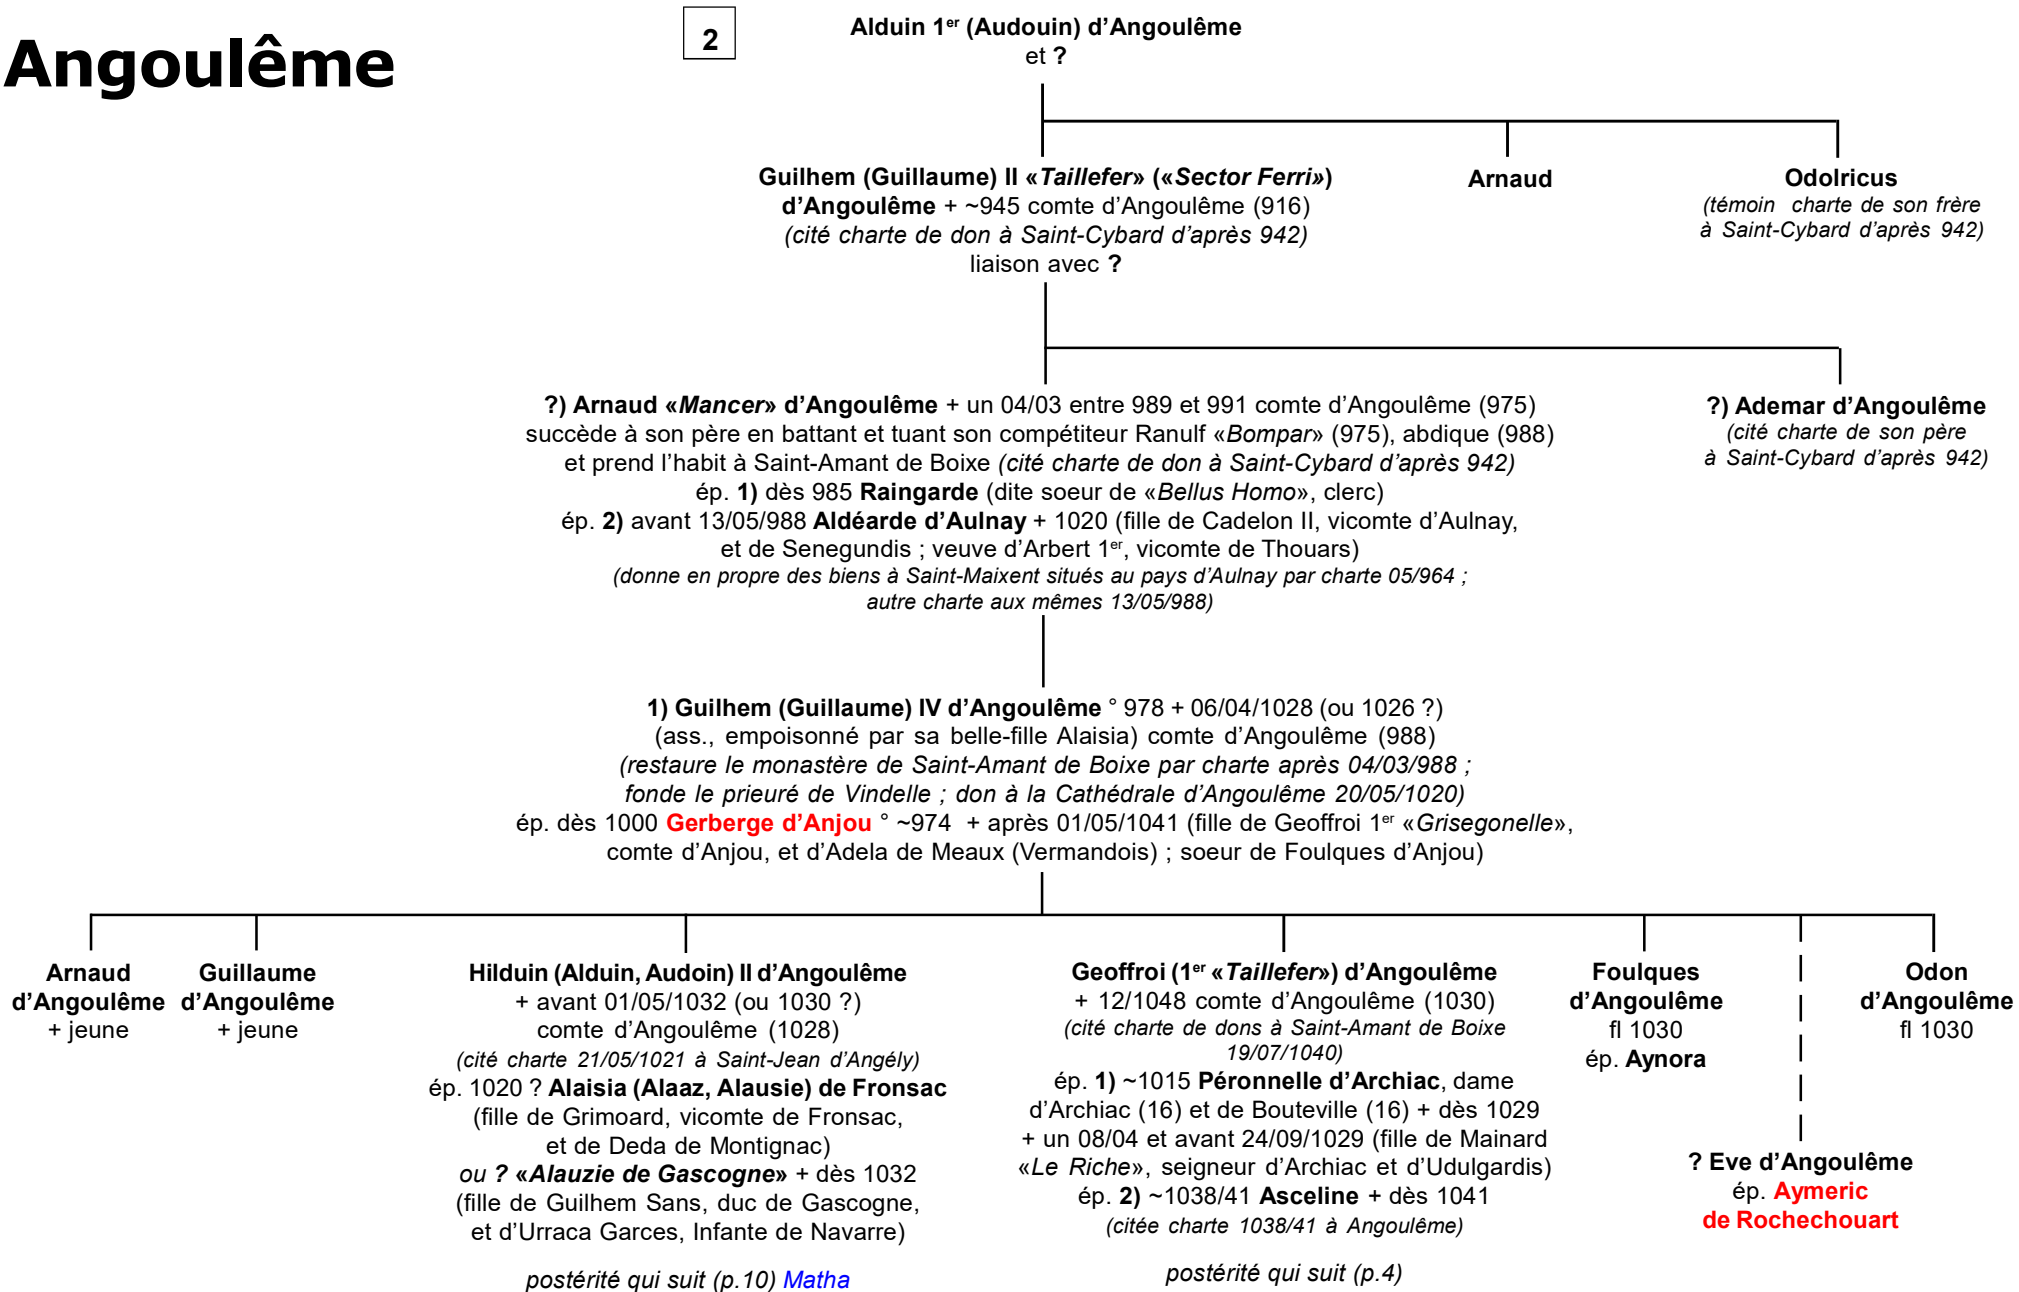 Angoulême
2
Alduin 1er (Audouin) d’Angoulême
et ?
Guilhem (Guillaume) II «Taillefer» («Sector Ferri»)
d’Angoulême + ~945 comte d’Angoulême (916)
(cité charte de don à Saint-Cybard d’après 942)
liaison avec ?
Arnaud
Odolricus
(témoin charte de son frère
à Saint-Cybard d’après 942)
?) Arnaud «Mancer» d’Angoulême + un 04/03 entre 989 et 991 comte d’Angoulême (975)
succède à son père en battant et tuant son compétiteur Ranulf «Bompar» (975), abdique (988)
et prend l’habit à Saint-Amant de Boixe (cité charte de don à Saint-Cybard d’après 942)
ép. 1) dès 985 Raingarde (dite soeur de «Bellus Homo», clerc)
ép. 2) avant 13/05/988 Aldéarde d’Aulnay + 1020 (fille de Cadelon II, vicomte d’Aulnay,
et de Senegundis ; veuve d’Arbert 1er, vicomte de Thouars)
(donne en propre des biens à Saint-Maixent situés au pays d’Aulnay par charte 05/964 ;
autre charte aux mêmes 13/05/988)
?) Ademar d’Angoulême
(cité charte de son père
à Saint-Cybard d’après 942)
1) Guilhem (Guillaume) IV d’Angoulême ° 978 + 06/04/1028 (ou 1026 ?)
(ass., empoisonné par sa belle-fille Alaisia) comte d’Angoulême (988)
(restaure le monastère de Saint-Amant de Boixe par charte après 04/03/988 ;
fonde le prieuré de Vindelle ; don à la Cathédrale d’Angoulême 20/05/1020)
ép. dès 1000 Gerberge d’Anjou ° ~974 + après 01/05/1041 (fille de Geoffroi 1er «Grisegonelle»,
comte d’Anjou, et d’Adela de Meaux (Vermandois) ; soeur de Foulques d’Anjou)
Arnaud
d’Angoulême
+ jeune
Guillaume
d’Angoulême
+ jeune
Hilduin (Alduin, Audoin) II d’Angoulême
+ avant 01/05/1032 (ou 1030 ?)
comte d’Angoulême (1028)
(cité charte 21/05/1021 à Saint-Jean d’Angély)
ép. 1020 ? Alaisia (Alaaz, Alausie) de Fronsac
(fille de Grimoard, vicomte de Fronsac,
et de Deda de Montignac)
ou ? «Alauzie de Gascogne» + dès 1032
(fille de Guilhem Sans, duc de Gascogne,
et d’Urraca Garces, Infante de Navarre)
postérité qui suit (p.10) Matha
Geoffroi (1er «Taillefer») d’Angoulême
+ 12/1048 comte d’Angoulême (1030)
(cité charte de dons à Saint-Amant de Boixe
19/07/1040)
ép. 1) ~1015 Péronnelle d’Archiac, dame
d’Archiac (16) et de Bouteville (16) + dès 1029
+ un 08/04 et avant 24/09/1029 (fille de Mainard
«Le Riche», seigneur d’Archiac et d’Udulgardis)
ép. 2) ~1038/41 Asceline + dès 1041
(citée charte 1038/41 à Angoulême)
postérité qui suit (p.4)
Foulques
d’Angoulême
fl 1030
ép. Aynora
? Eve d’Angoulême
ép. Aymeric
de Rochechouart
Odon
d’Angoulême
fl 1030